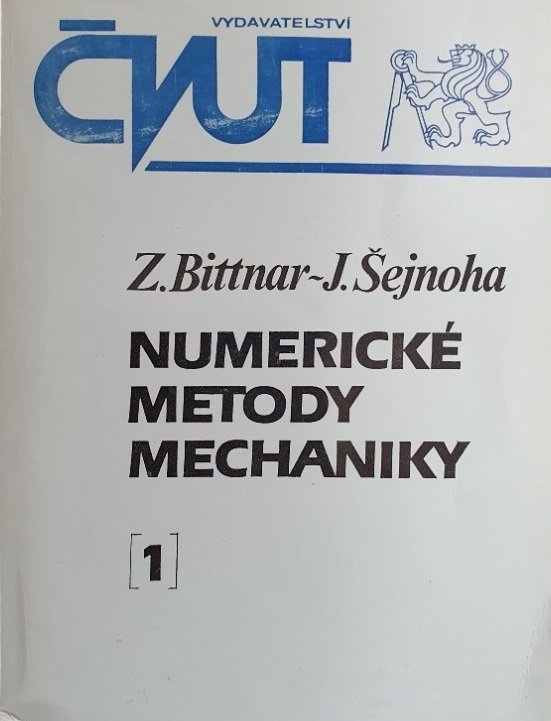 VYDAVATELSTVÍ
ČVUT
Z. Bittnar~J. Šejnoha
NUMERICKÉ
METODY
MECHANIKY
[1]